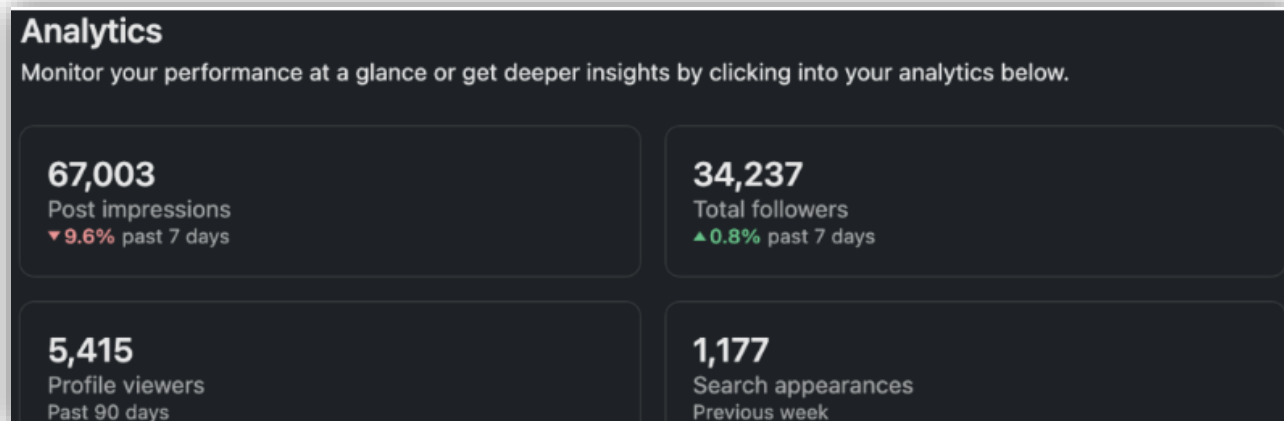 Analytics
Monitor your performance at a glance or get deeper insights by clicking into your analytics below.
67,003
Post impressions
▼9.6% past 7 days
34,237
Total followers
▲0.8% past 7 days
5,415
Profile viewers
Past 90 days
1,177
Search appearances
Previous week